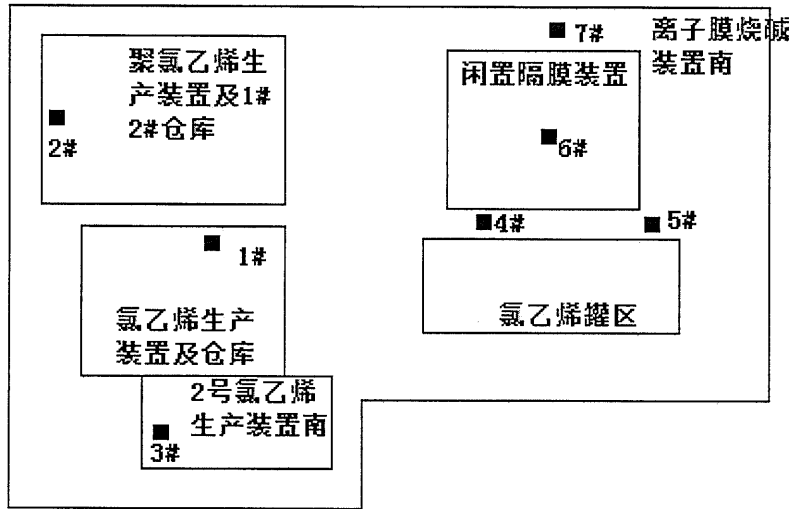 7#
离子膜烧碱
装置南
聚氯乙烯生
产装置及1#
2#仓库
2#
闲置隔膜装置
6#
4#
5#
1#
氯乙烯生产
装置及仓库
氯乙烯罐区
2号氯乙烯
生产装置南
3#